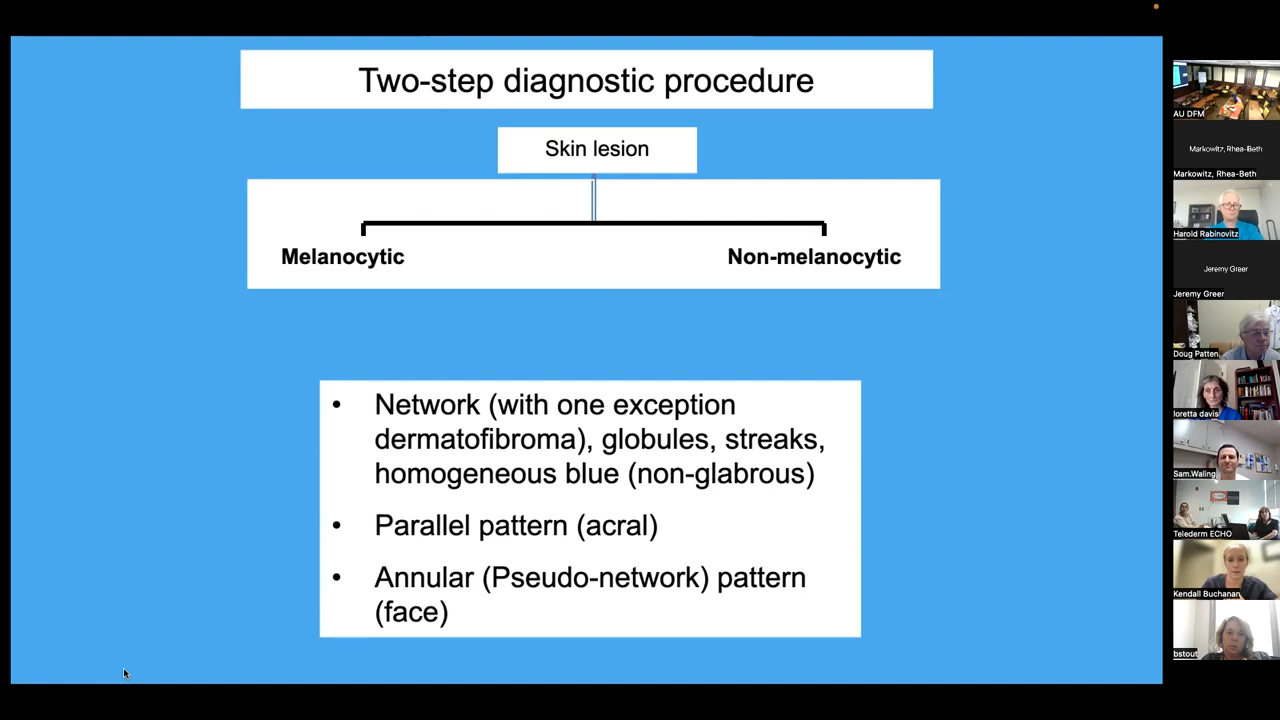 Two-step diagnostic procedure
Skin lesion
Melanocytic
Non-melanocytic
• Network (with one exception
dermatofibroma), globules, streaks,
homogeneous blue (non-glabrous)
• Parallel pattern (acral)
• Annular (Pseudo-network) pattern
(face)
AU DFM
Markowitz, Rhea-Beth
Markowitz, Rhea-Beth
Harold Rabinovitz
Jeremy Greer
Jeremy Greer
Doug Patten
loretta davis
Sam.Waling
Telederm ECHO
Kendall Buchanan
bstout